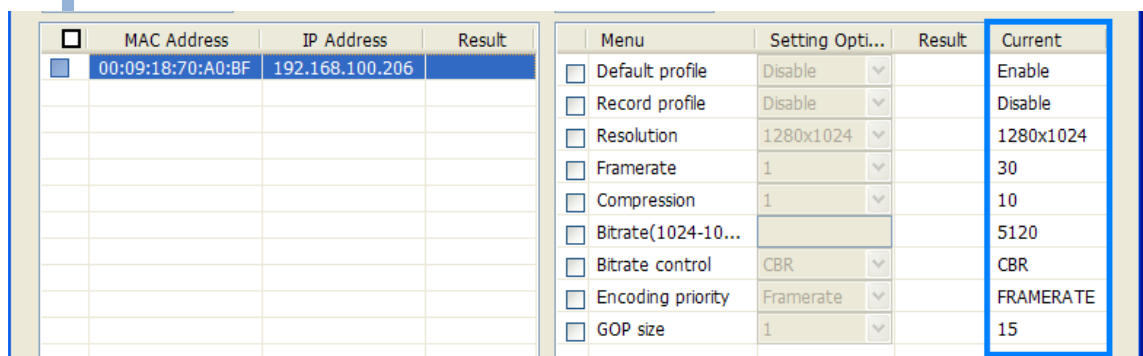 MAC Address IP Address Result
00:09:18:70:A0:BF 192.168.100.206
Menu Setting Opti... Result Current
Default profile Disable Enable
Record profile Disable Disable
Resolution 1280x1024 1280x1024
Framerate 1 30
Compression 1 10
Bitrate(1024-10... 5120
Bitrate control CBR CBR
Encoding priority Framerate FRAMERATE
GOP size 1 15